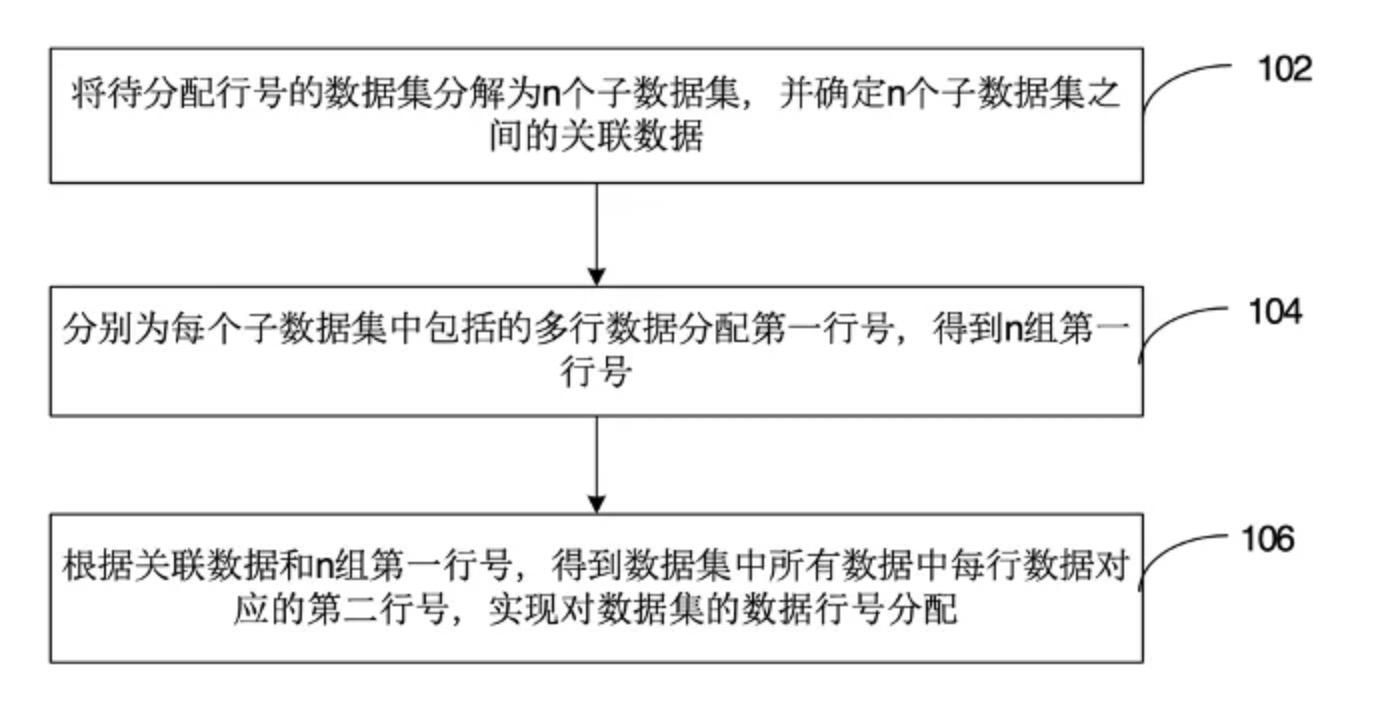 将待分配行号的数据集分解为n个子数据集，并确定n个子数据集之
间的关联数据
102
分别为每个子数据集中包括的多行数据分配第一行号，得到n组第一
行号
104
根据关联数据和n组第一行号，得到数据集中所有数据中每行数据对
应的第二行号，实现对数据集的数据行号分配
106